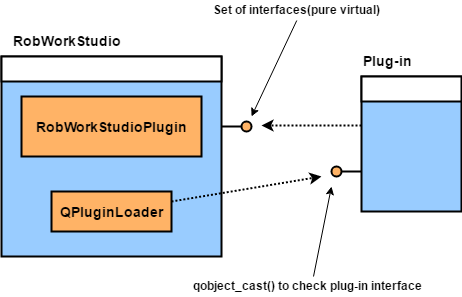 Set of interfaces(pure virtual)
RobWorkStudio
Plug-in
RobWorkStudioPlugin
QPluginLoader
qobject_cast() to check plug-in interface